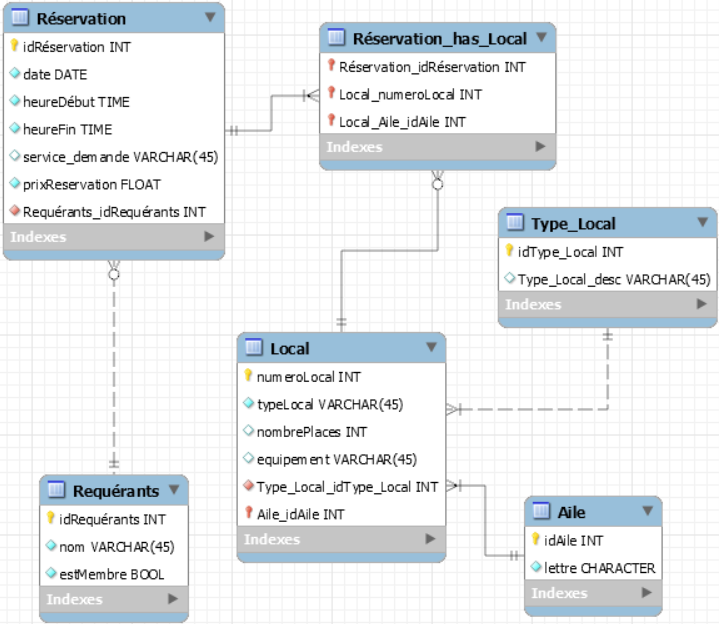 Réservation
idRéservation INT
date DATE
heureDébut TIME
heureFin TIME
service_demande VARCHAR(45)
prixReservation FLOAT
Requérants_idRequérants INT
Indexes
Réservation_has_Local
Réservation_idRéservation INT
Local_numeroLocal INT
Local_Aile_idAile INT
Indexes
Type_Local
idType_Local INT
Type_Local_desc VARCHAR(45)
Indexes
Local
numeroLocal INT
typeLocal VARCHAR(45)
nombrePlaces INT
equipement VARCHAR(45)
Type_Local_idType_Local INT
Aile_idAile INT
Indexes
Requérants
idRequérants INT
nom VARCHAR(45)
estMembre BOOL
Indexes
Aile
idAile INT
lettre CHARACTER
Indexes